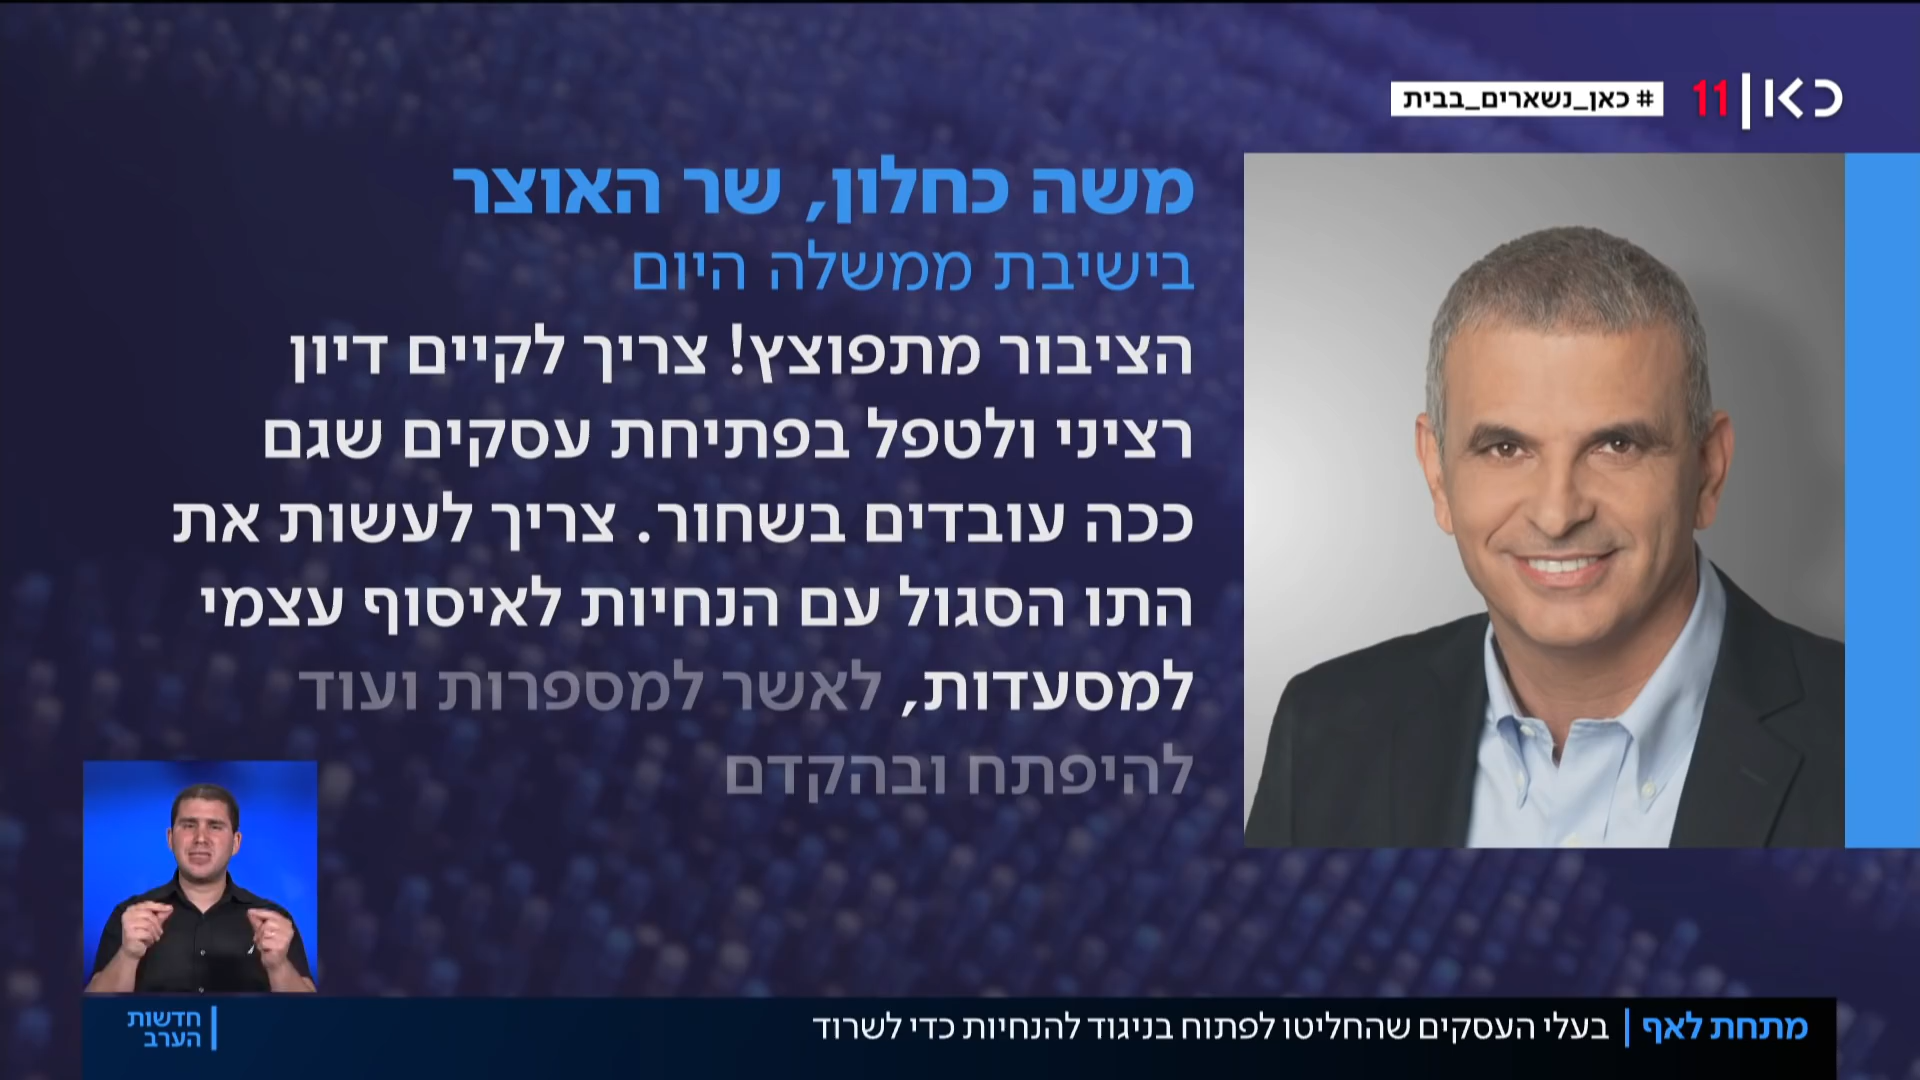 # כאן_נשארים_בבית
כאן 11
משה כחלון, שר האוצר
בישיבת ממשלה היום
הציבור מתפוצץ! צריך לקיים דיון
רציני ולטפל בפתיחת עסקים שגם
ככה עובדים בשחור. צריך לעשות את
התו הסגול עם הנחיות לאיסוף עצמי
למסעדות, לאשר למספרות ועוד
להיפתח ובהקדם
מתחת לאף | בעלי העסקים שהחליטו לפתוח בניגוד להנחיות כדי לשרוד
חדשות
הערב